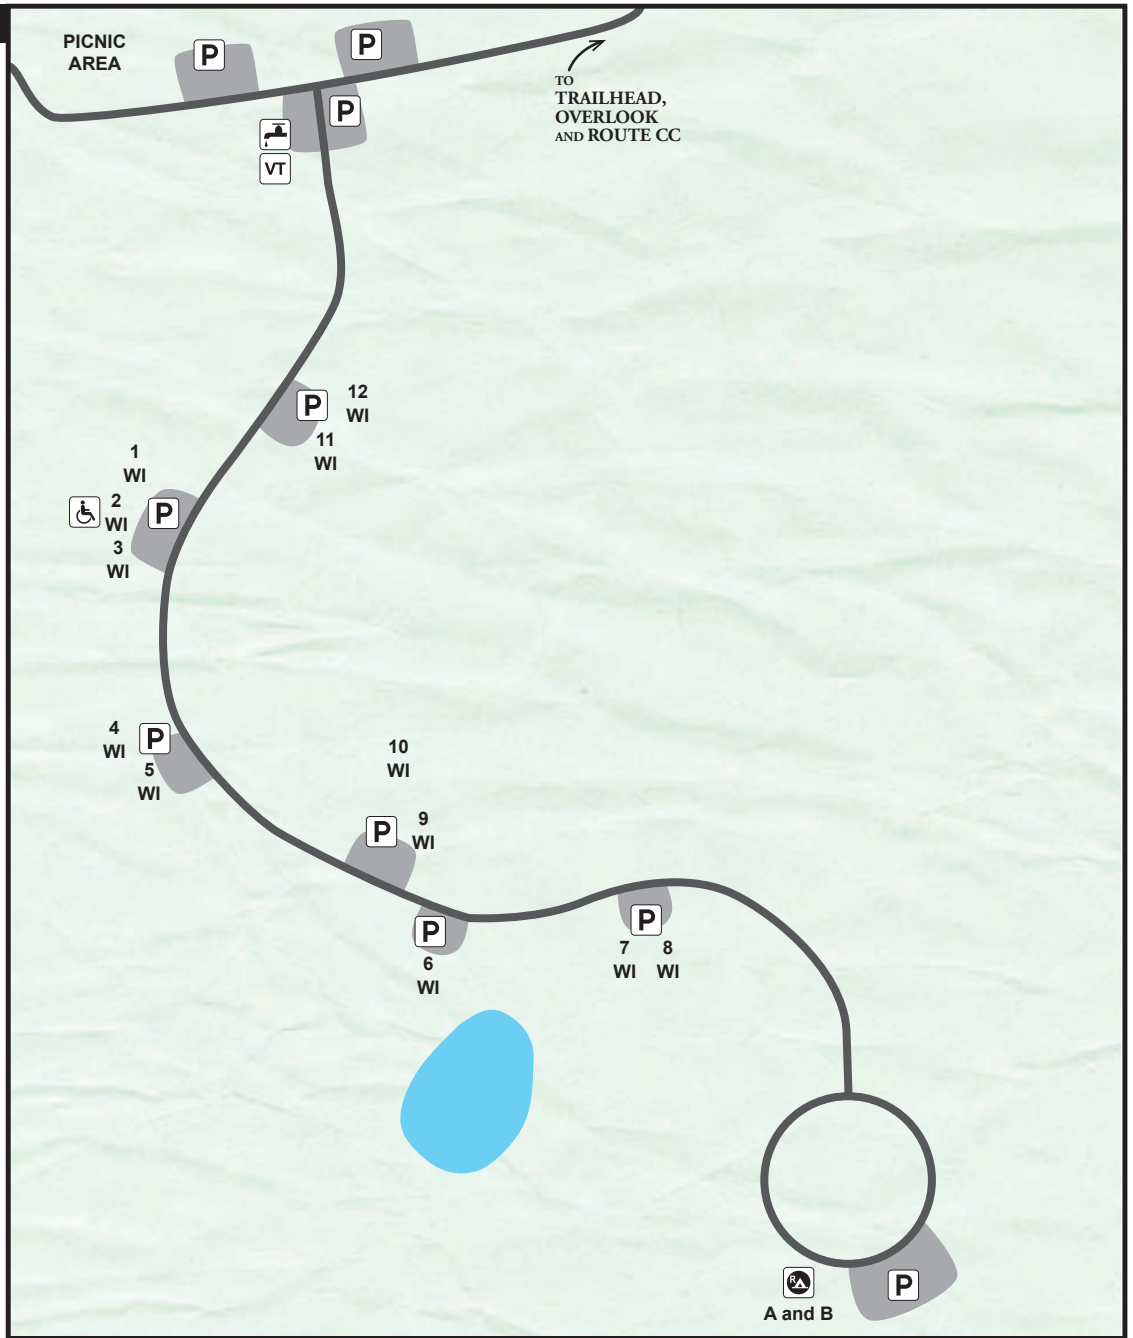 PICNIC
AREA
P
P
P
TO
TRAILHEAD,
OVERLOOK
AND ROUTE CC
VT
P
12
WI
11
WI
1
WI
2
WI
P
3
WI
4
WI
P
5
WI
10
WI
P
9
WI
P
6
WI
P
7
WI
8
WI
R
A and B
P